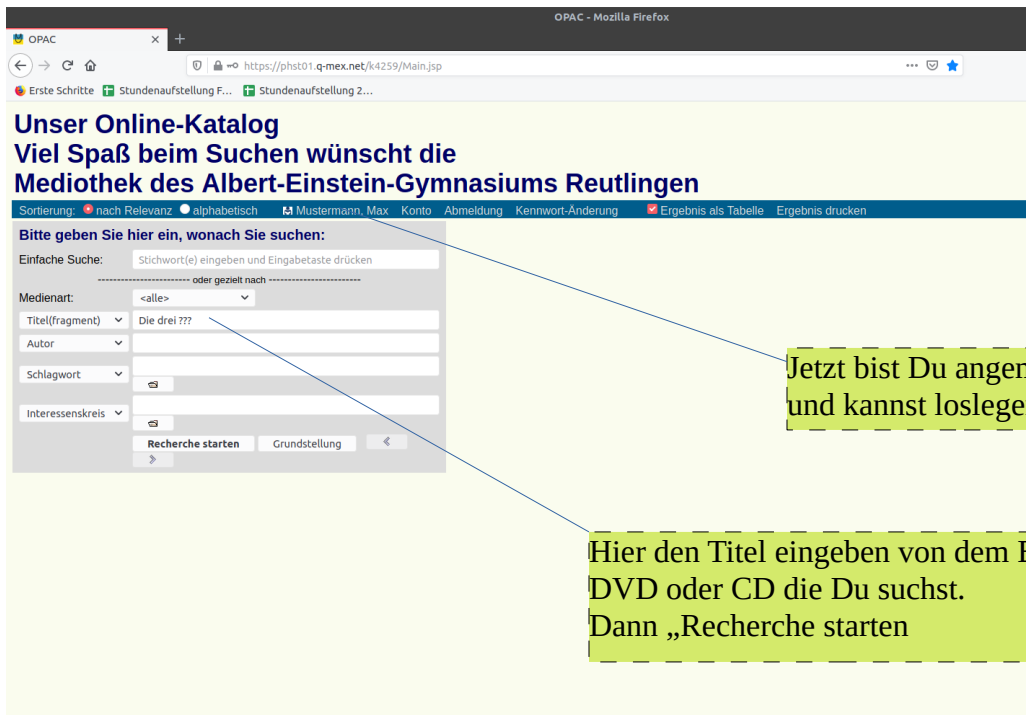 OPAC - Mozilla Firefox
OPAC × +
https://phst01.q-mex.net/k4259/Main.jsp
Erste Schritte Stundenaufstellung F... Stundenaufstellung 2...
Unser Online-Katalog
Viel Spaß beim Suchen wünscht die
Mediothek des Albert-Einstein-Gymnasiums Reutlingen
Sortierung: nach Relevanz alphabetisch Mustermann, Max Konto Abmeldung Kennwort-Änderung Ergebnis als Tabelle Ergebnis drucken
Bitte geben Sie hier ein, wonach Sie suchen:
Einfache Suche: Stichwort(e) eingeben und Eingabetaste drücken
------------------------ oder gezielt nach ------------------------
Medienart: <alle>
Titel(fragment) Die drei ???
Autor
Schlagwort
Interessenskreis
Recherche starten Grundstellung
Jetzt bist Du
und kannst
Hier den Titel eingeben von dem
DVD oder CD die Du suchst.
Dann „Recherche starten